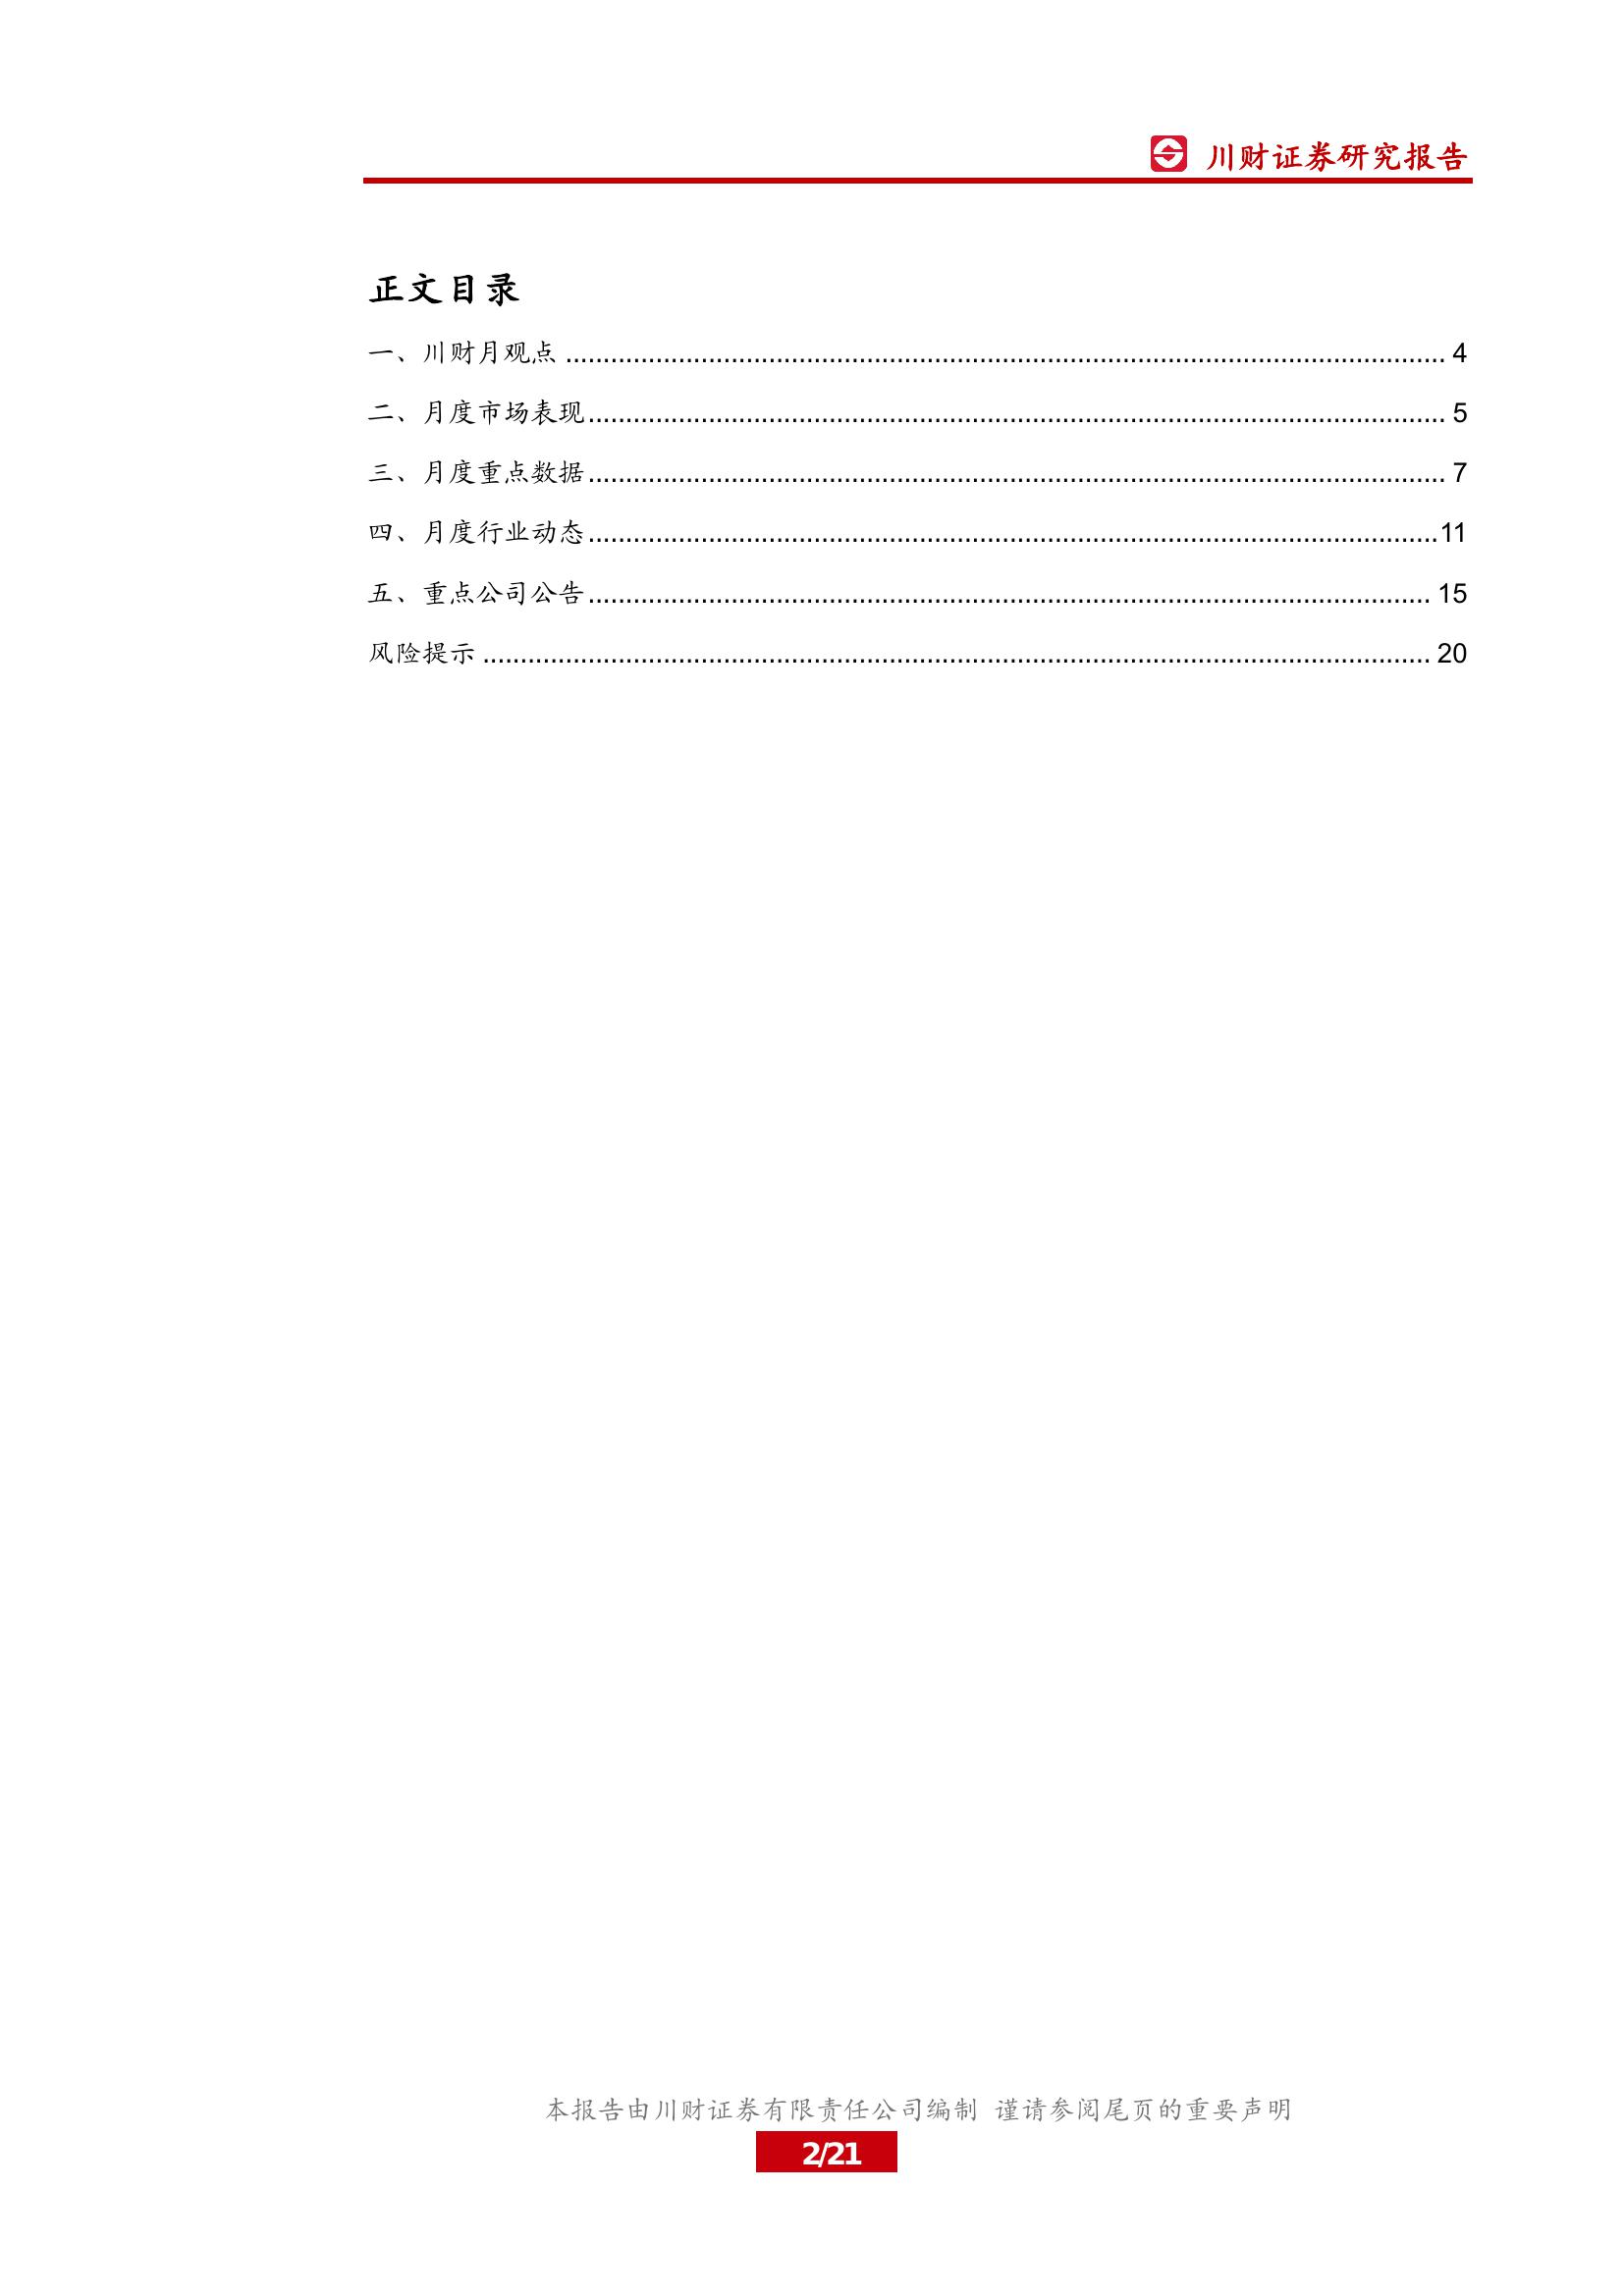 川财证券研究报告
正文目录
一、川财月观点 ........................................................................................................................ 4
二、月度市场表现 ........................................................................................................................ 5
三、月度重点数据 ........................................................................................................................ 7
四、月度行业动态 ........................................................................................................................ 11
五、重点公司公告 ........................................................................................................................ 15
风险提示 ........................................................................................................................ 20
本报告由川财证券有限责任公司编制 谨请参阅尾页的重要声明
2/21